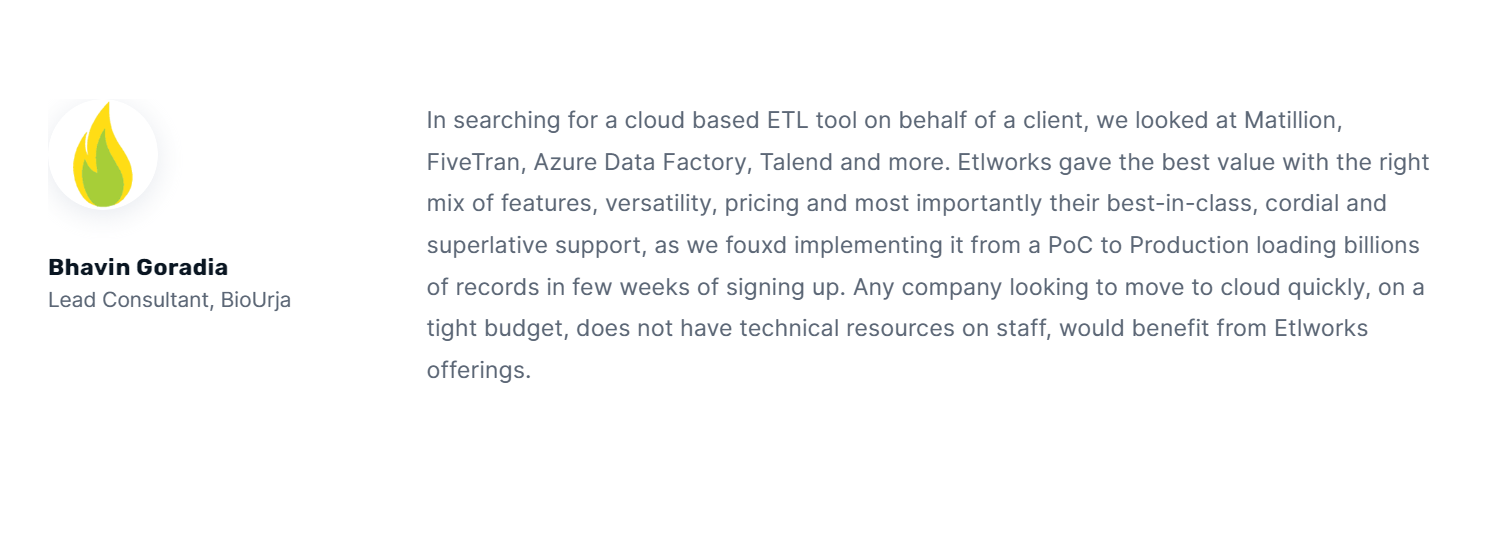 Bhavin Goradia
Lead Consultant, BioUrja
In searching for a cloud based ETL tool on behalf of a client, we looked at Matillion,
FiveTran, Azure Data Factory, Talend and more. Etlworks gave the best value with the right
mix of features, versatility, pricing and most importantly their best-in-class, cordial and
superlative support, as we fouxd implementing it from a PoC to Production loading billions
of records in few weeks of signing up. Any company looking to move to cloud quickly, on a
tight budget, does not have technical resources on staff, would benefit from Etlworks
offerings.